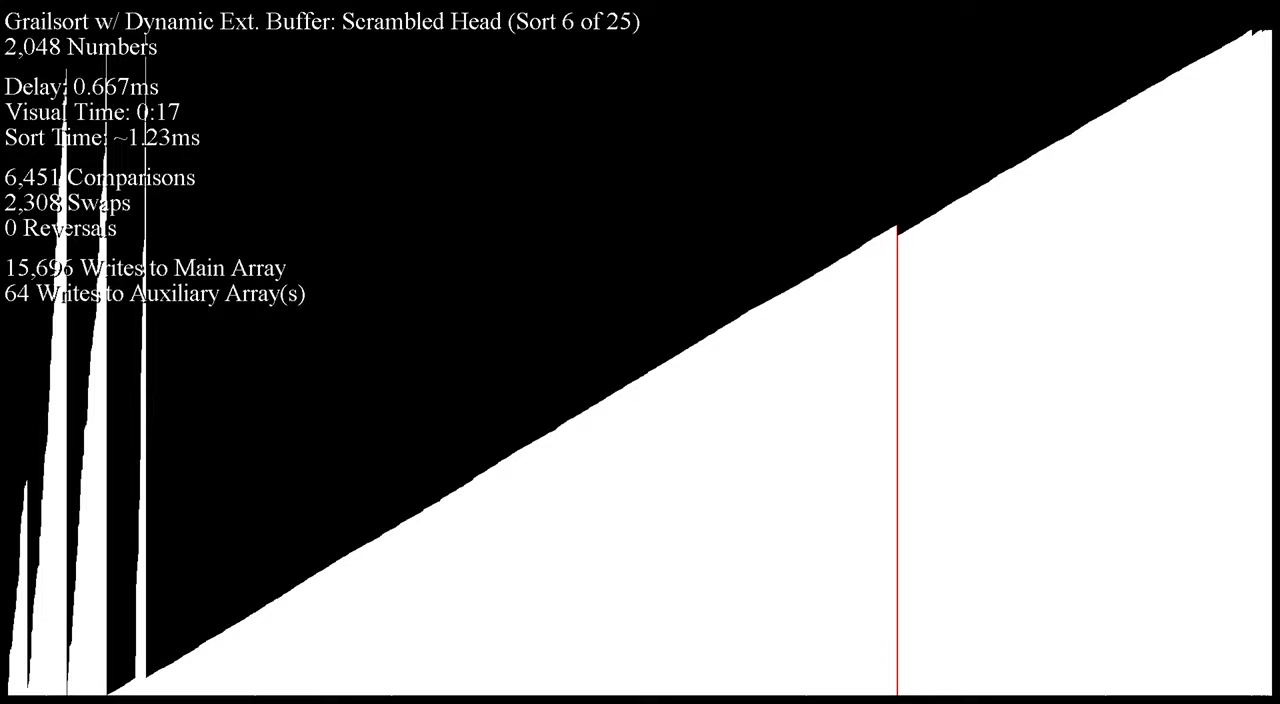 Grailsort w/ Dynamic Ext. Buffer: Scrambled Head (Sort 6 of 25)
2,048 Numbers
Delay: 0.667ms
Visual Time: 0:17
Sort Time: ~1.23ms
6,451 Comparisons
2,308 Swaps
0 Reversals
15,696 Writes to Main Array
64 Writes to Auxiliary Array(s)